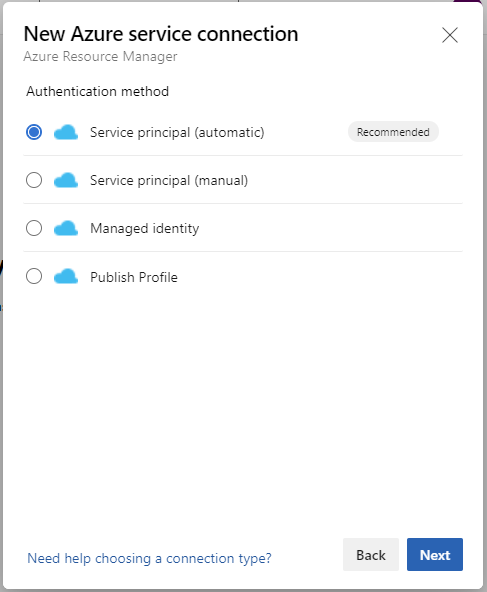 New Azure service connection
Azure Resource Manager
Authentication method
Service principal (automatic) Recommended
Service principal (manual)
Managed identity
Publish Profile
Need help choosing a connection type? Back Next